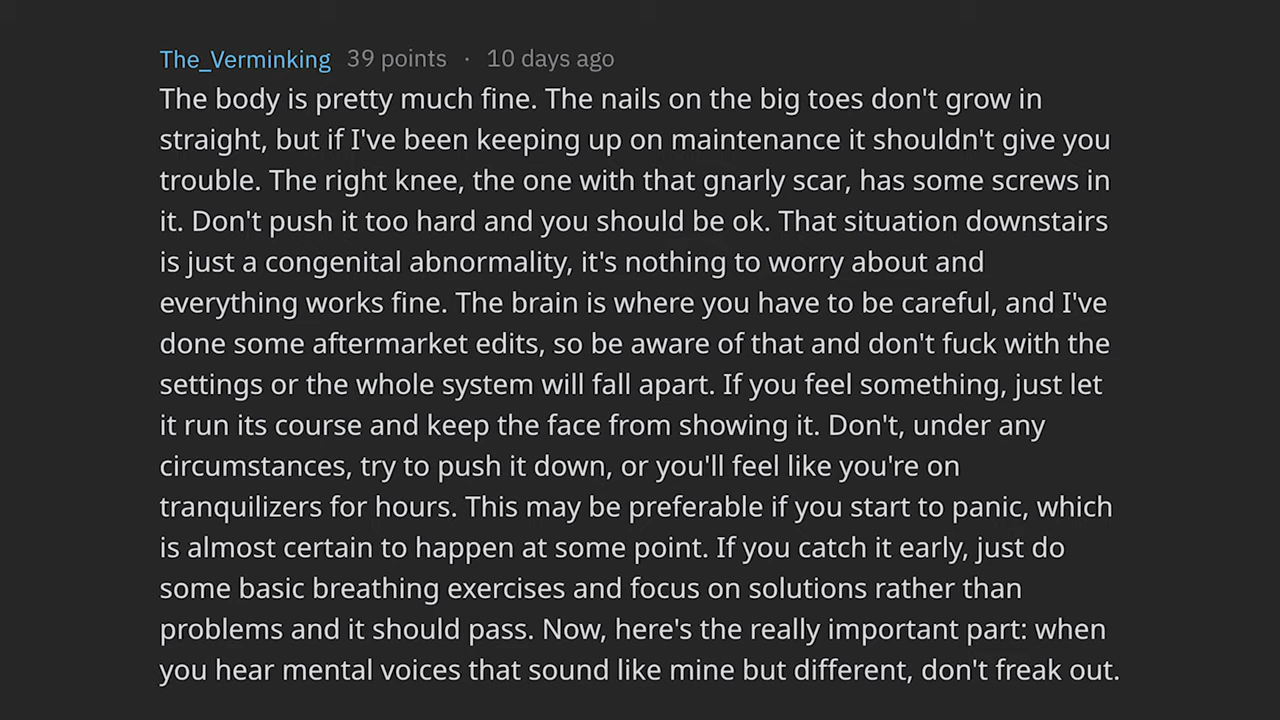 The_Verminking 39 points · 10 days ago
The body is pretty much fine. The nails on the big toes don't grow in
straight, but if I've been keeping up on maintenance it shouldn't give you
trouble. The right knee, the one with that gnarly scar, has some screws in
it. Don't push it too hard and you should be ok. That situation downstairs
is just a congenital abnormality, it's nothing to worry about and
everything works fine. The brain is where you have to be careful, and I've
done some aftermarket edits, so be aware of that and don't fuck with the
settings or the whole system will fall apart. If you feel something, just let
it run its course and keep the face from showing it. Don't, under any
circumstances, try to push it down, or you'll feel like you're on
tranquilizers for hours. This may be preferable if you start to panic, which
is almost certain to happen at some point. If you catch it early, just do
some basic breathing exercises and focus on solutions rather than
problems and it should pass. Now, here's the really important part: when
you hear mental voices that sound like mine but different, don't freak out.